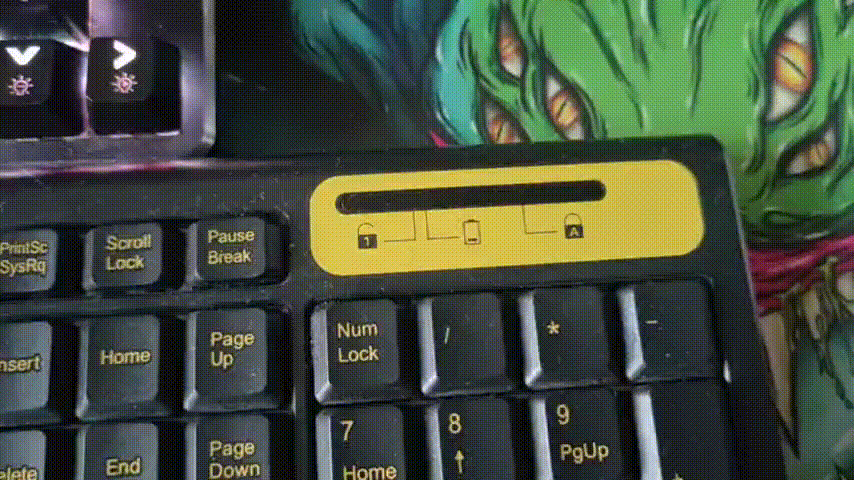 PrintSc
SysRq
Scroll
Lock
Pause
Break
1
A
nsert
Home
Page
Up
Num
Lock
/
*
-
elete
End
Page
Down
7
Home
8
↑
9
PgUp
+